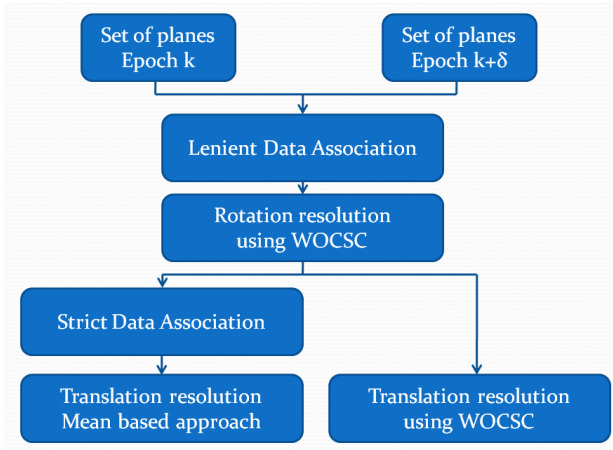 Set of planes
Epoch k
Set of planes
Epoch k+δ
Lenient Data Association
Rotation resolution
using WOCSC
Strict Data Association
Translation resolution
Mean based approach
Translation resolution
using WOCSC